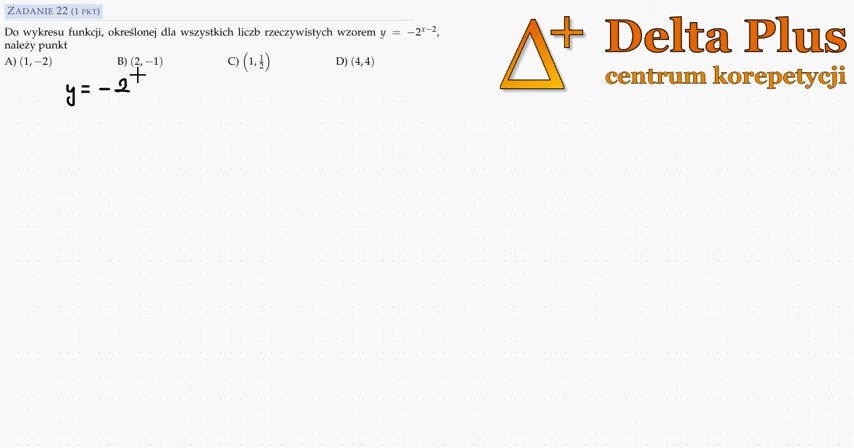 ZADANIE 22 (1 PKT)
Do wykresu funkcji, określonej dla wszystkich liczb rzeczywistych wzorem y = −2^{x−2},
należy punkt
A) (1, −2) B) (2, −1) C) (1, 1/2) D) (4, 4)
y = −2
Δ+ Delta Plus
centrum korepetycji